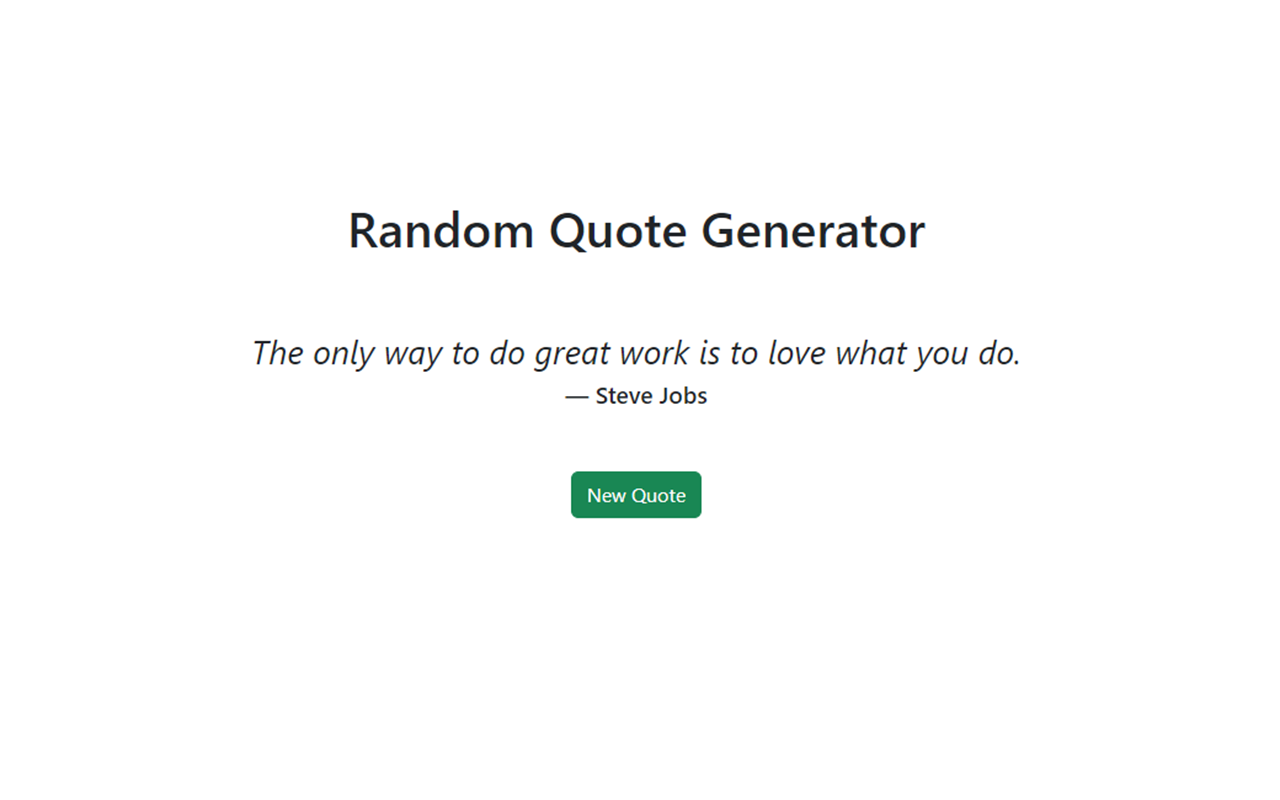 Random Quote Generator
The only way to do great work is to love what you do.
— Steve Jobs
New Quote